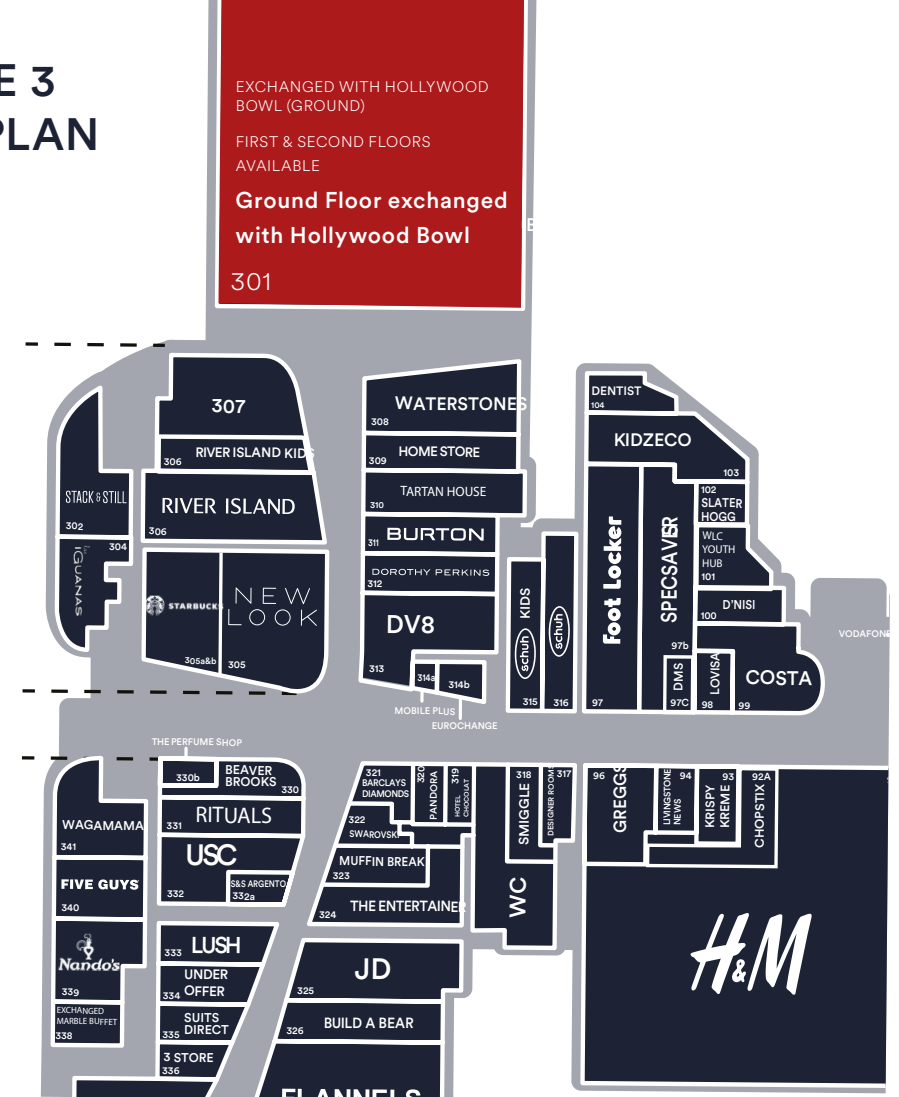 E 3
PLAN
EXCHANGED WITH HOLLYWOOD
BOWL (GROUND)
FIRST & SECOND FLOORS
AVAILABLE
Ground Floor exchanged
with Hollywood Bowl
301
307
306
RIVER ISLAND KIDS
RIVER ISLAND
306
STACK & STILL
302
304
IGUANAS
STARBUCKS
305a&b
NEW
LOOK
305
WATERSTONES
308
309
HOME STORE
TARTAN HOUSE
310
BURTON
311
DOROTHY PERKINS
312
DV8
313
314a
314b
MOBILE PLUS
EUROCHANGE
schuh KIDS
315
schuh
316
DENTIST
104
KIDZECO
103
Foot Locker
97
SPECSAVER
97b
102
SLATER
HOGG
WLC
YOUTH
HUB
101
D'NISI
100
DMS
97C
LOVISA
98
COSTA
99
VODAFONE
THE PERFUME SHOP
330b
BEAVER
BROOKS
330
RITUALS
331
USC
332
S&S ARGENTO
332a
WAGAMAMA
341
FIVE GUYS
340
Nando's
339
EXCHANGED
MARBLE BUFFET
338
333
LUSH
UNDER
334 OFFER
SUITS
335 DIRECT
3 STORE
336
321
BARCLAYS
DIAMONDS
320
PANDORA
319
HOTEL
CHOCOLAT
322
SWAROVSKI
MUFFIN BREAK
323
THE ENTERTAINER
324
318
SMIGGLE
317
DESIGNER ROOMS
WC
JD
325
326
BUILD A BEAR
FLANNELS
96
GREGGS
94
LIVINGSTONE
NEWS
93
KRISPY
KREME
92A
CHOPSTIX
H&M